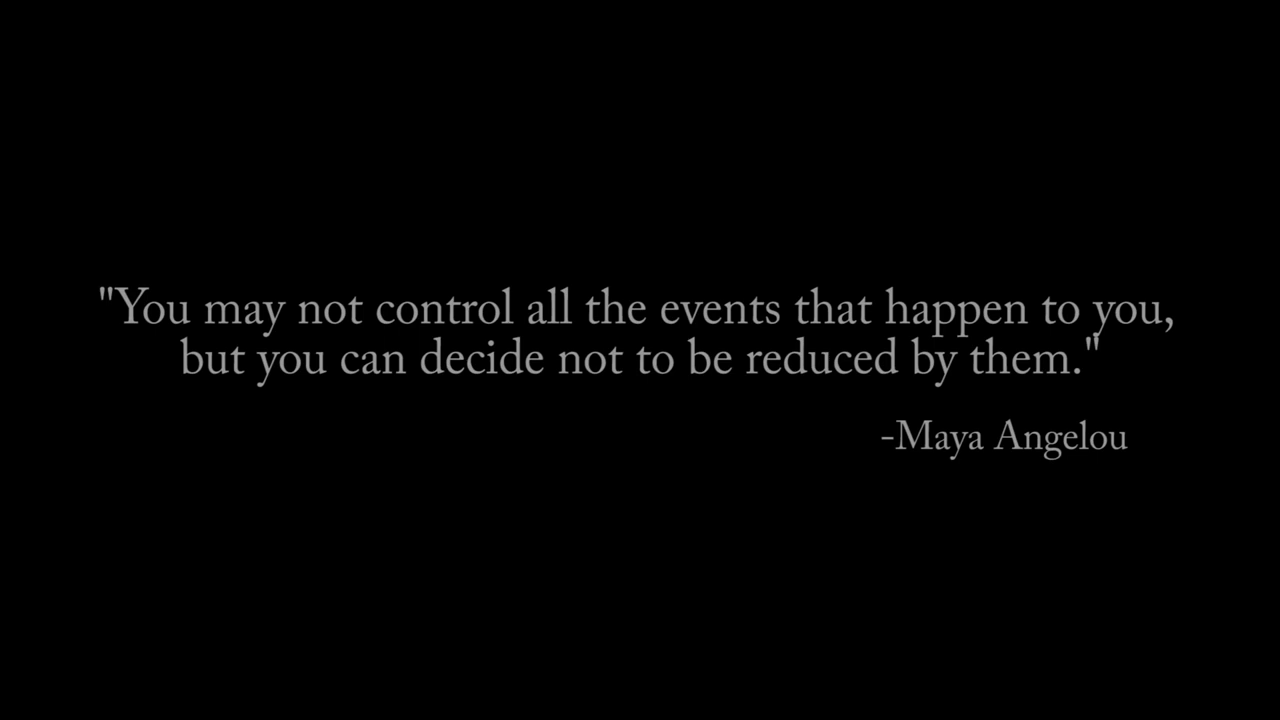 "You may not control all the events that happen to you,
but you can decide not to be reduced by them."
-Maya Angelou